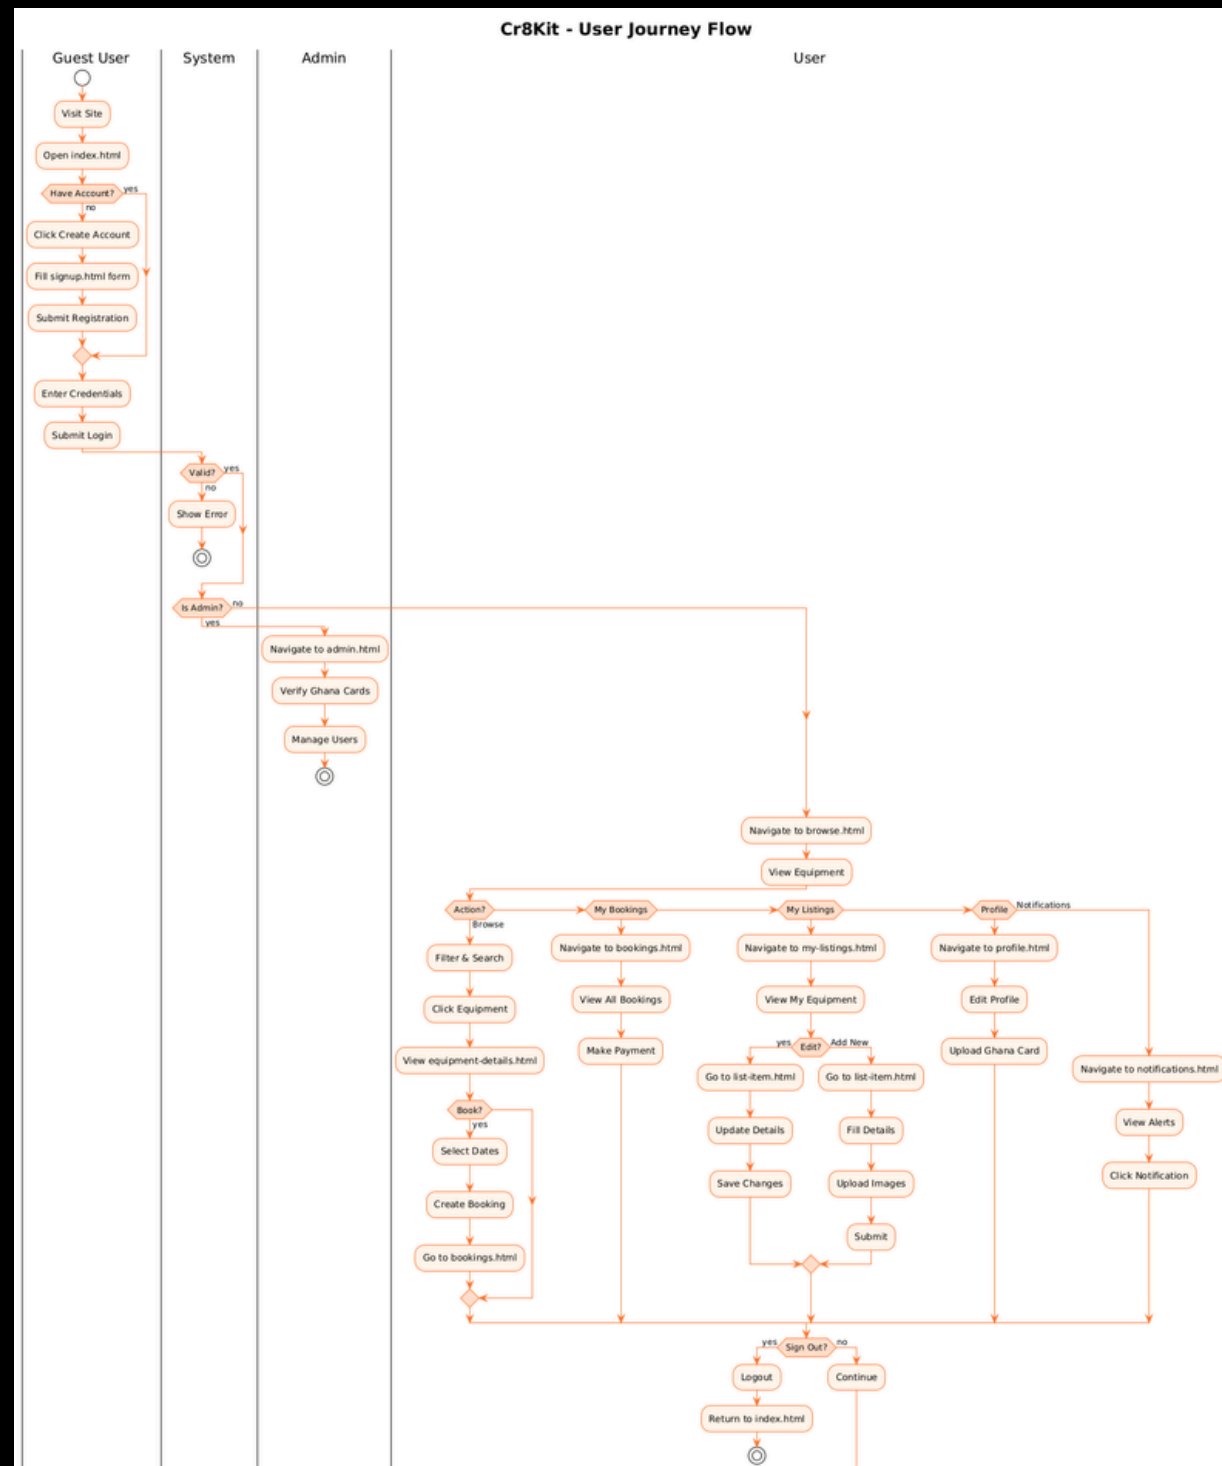 Cr8Kit - User Journey Flow
Guest User
System
Admin
User
Visit Site
Open index.html
Have Account?
yes
no
Click Create Account
Fill signup.html form
Submit Registration
Enter Credentials
Submit Login
Valid?
yes
no
Show Error
Is Admin?
no
yes
Navigate to admin.html
Verify Ghana Cards
Manage Users
Navigate to browse.html
View Equipment
Action?
Browse
Filter & Search
Click Equipment
View equipment-details.html
Book?
yes
Select Dates
Create Booking
Go to bookings.html
My Bookings
Navigate to bookings.html
View All Bookings
Make Payment
My Listings
Navigate to my-listings.html
View My Equipment
yes
Edit?
Add New
Go to list-item.html
Update Details
Save Changes
Go to list-item.html
Fill Details
Upload Images
Submit
Profile
Navigate to profile.html
Edit Profile
Upload Ghana Card
Notifications
Navigate to notifications.html
View Alerts
Click Notification
yes
Sign Out?
no
Logout
Return to index.html
Continue